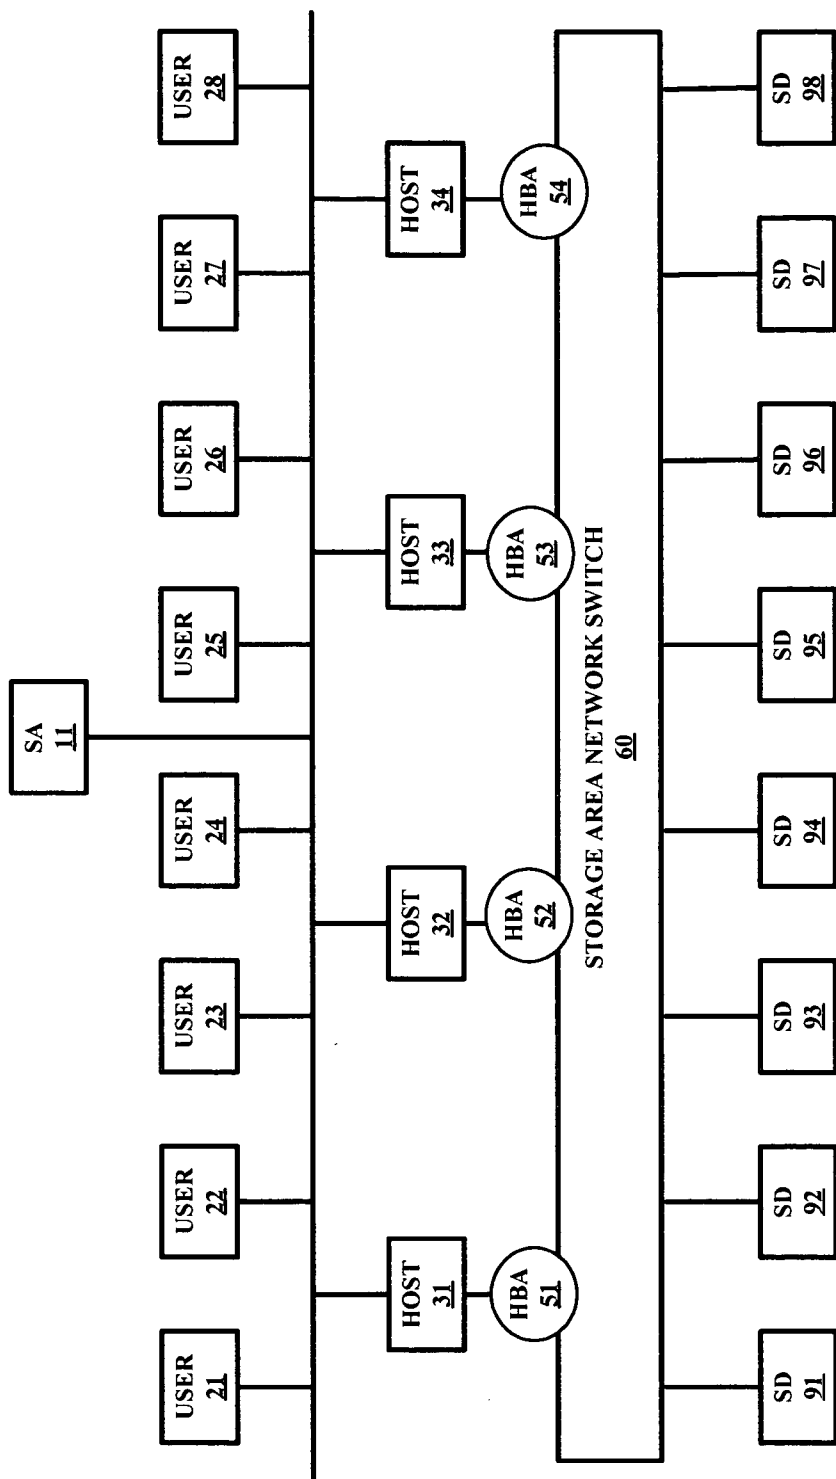 SA
11
USER
21
USER
22
USER
23
USER
24
USER
25
USER
26
USER
27
USER
28
HOST
31
HOST
32
HOST
33
HOST
34
HBA
51
HBA
52
HBA
53
HBA
54
STORAGE AREA NETWORK SWITCH
60
SD
91
SD
92
SD
93
SD
94
SD
95
SD
96
SD
97
SD
98